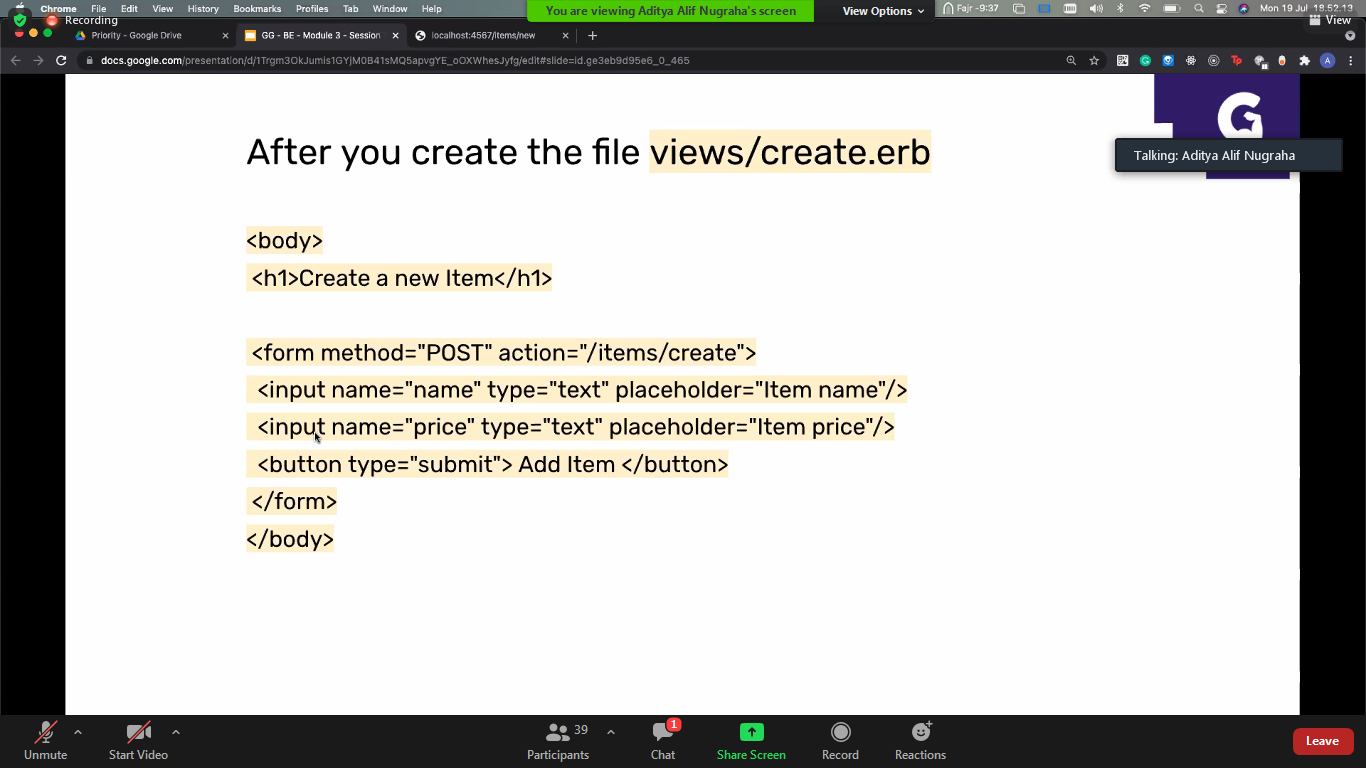 Chrome File Edit View History Bookmarks Profiles Tab Window Help
You are viewing Aditya Alif Nugraha's screen
View Options
Fajr -9:37
Mon 19 Jul 18.52.13
Recording
View
Priority - Google Drive
GG - BE - Module 3 - Session
localhost:4567/items/new
docs.google.com/presentation/d/1Trgm3OkJumis1GYjM0B41sMQ5apvgYE_oOXWhesJyfg/edit#slide=id.ge3eb9d95e6_0_465
G
Talking: Aditya Alif Nugraha
After you create the file views/create.erb
<body>
<h1>Create a new Item</h1>
<form method="POST" action="/items/create">
<input name="name" type="text" placeholder="Item name"/>
<input name="price" type="text" placeholder="Item price"/>
<button type="submit"> Add Item </button>
</form>
</body>
Unmute
Start Video
39
Participants
1
Chat
Share Screen
Record
Reactions
Leave